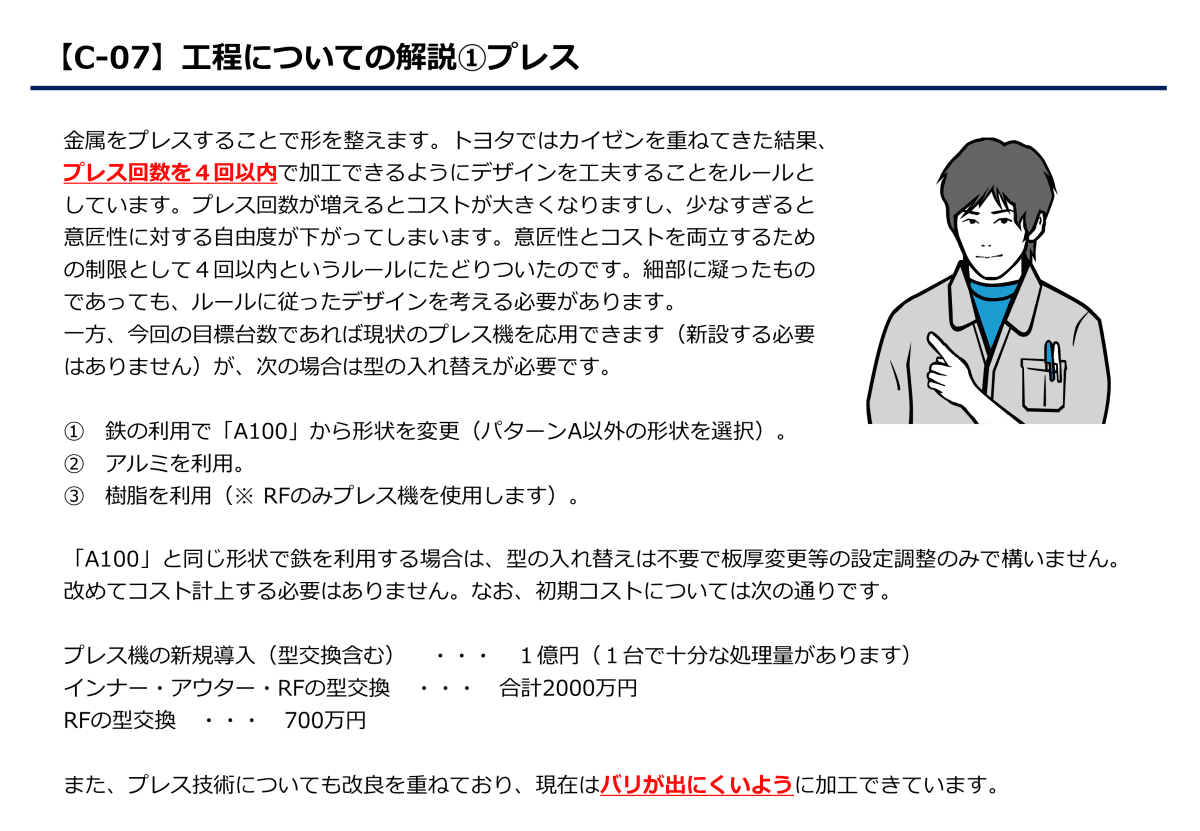 【C-07】工程についての解説①プレス
金属をプレスすることで形を整えます。トヨタではカイゼンを重ねてきた結果、
プレス回数を４回以内で加工できるようにデザインを工夫することをルールと
しています。プレス回数が増えるとコストが大きくなりますし、少なすぎると
意匠性に対する自由度が下がってしまいます。意匠性とコストを両立するため
の制限として４回以内というルールにたどりついたのです。細部に凝ったもの
であっても、ルールに従ったデザインを考える必要があります。
一方、今回の目標台数であれば現状のプレス機を応用できます（新設する必要
はありません）が、次の場合は型の入れ替えが必要です。
①　鉄の利用で「A100」から形状を変更（パターンA以外の形状を選択）。
②　アルミを利用。
③　樹脂を利用（※ RFのみプレス機を使用します）。
「A100」と同じ形状で鉄を利用する場合は、型の入れ替えは不要で板厚変更等の設定調整のみで構いません。
改めてコスト計上する必要はありません。なお、初期コストについては次の通りです。
プレス機の新規導入（型交換含む）　・・・　１億円（１台で十分な処理量があります）
インナー・アウター・RFの型交換　・・・　合計2000万円
RFの型交換　・・・　700万円
また、プレス技術についても改良を重ねており、現在はバリが出にくいように加工できています。